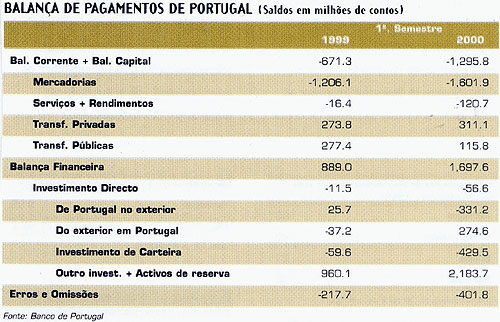 BALANÇA DE PAGAMENTOS DE PORTUGAL (Saldos em milhões de contos)
1º. Semestre
1999 2000
Bal. Corrente + Bal. Capital -671.3 -1,295.8
Mercadorias -1,206.1 -1,601.9
Serviços + Rendimentos -16.4 -120.7
Transf. Privadas 273.8 311.1
Transf. Públicas 277.4 115.8
Balança Financeira 889.0 1,697.6
Investimento Directo -11.5 -56.6
De Portugal no exterior 25.7 -331.2
Do exterior em Portugal -37.2 274.6
Investimento de Carteira -59.6 -429.5
Outro invest. + Activos de reserva 960.1 2,183.7
Erros e Omissões -217.7 -401.8
Fonte: Banco de Portugal